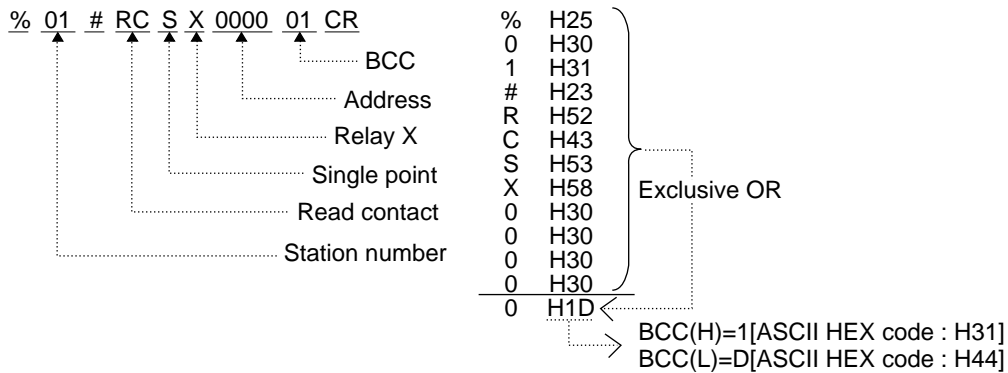 % 01 # RC S X 0000 01 CR
BCC
Address
Relay X
Single point
Read contact
Station number
% H25
0 H30
1 H31
# H23
R H52
C H43
S H53
X H58
0 H30
0 H30
0 H30
0 H30
0 H1D
Exclusive OR
BCC(H)=1[ASCII HEX code : H31]
BCC(L)=D[ASCII HEX code : H44]